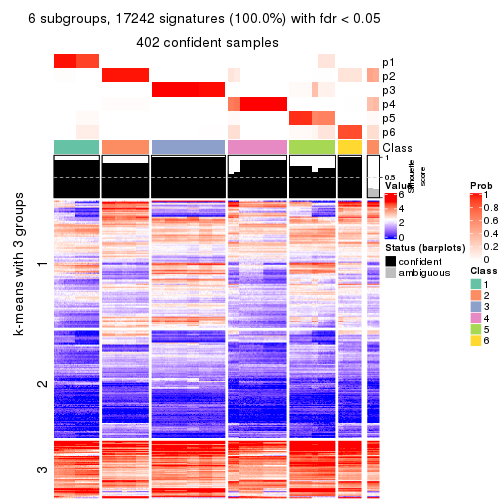 6 subgroups, 17242 signatures (100.0%) with fdr < 0.05
402 confident samples
p1
p2
p3
p4
p5
p6
Class
1
0.5
0
Silhouette
score
k-means with 3 groups
1
2
3
Value
6
4
2
0
Status (barplots)
confident
ambiguous
Prob
1
0.8
0.6
0.4
0.2
0
Class
1
2
3
4
5
6